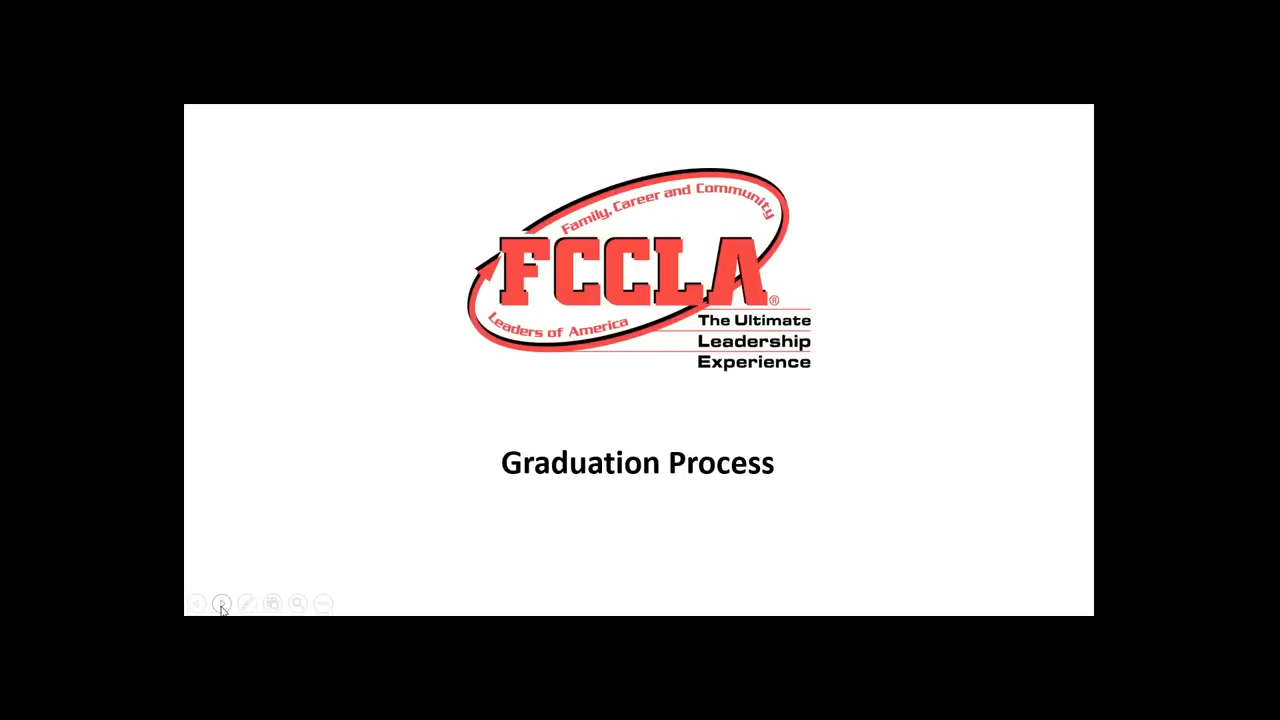 Family, Career and Community
FCCLA®
Leaders of America
The Ultimate
Leadership
Experience
Graduation Process